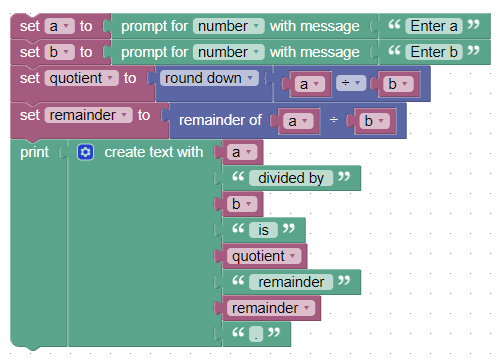 set a to prompt for number with message “ Enter a ”
set b to prompt for number with message “ Enter b ”
set quotient to round down a ÷ b
set remainder to remainder of a ÷ b
print create text with a
“ divided by ”
b
“ is ”
quotient
“ remainder ”
remainder
“ . ”